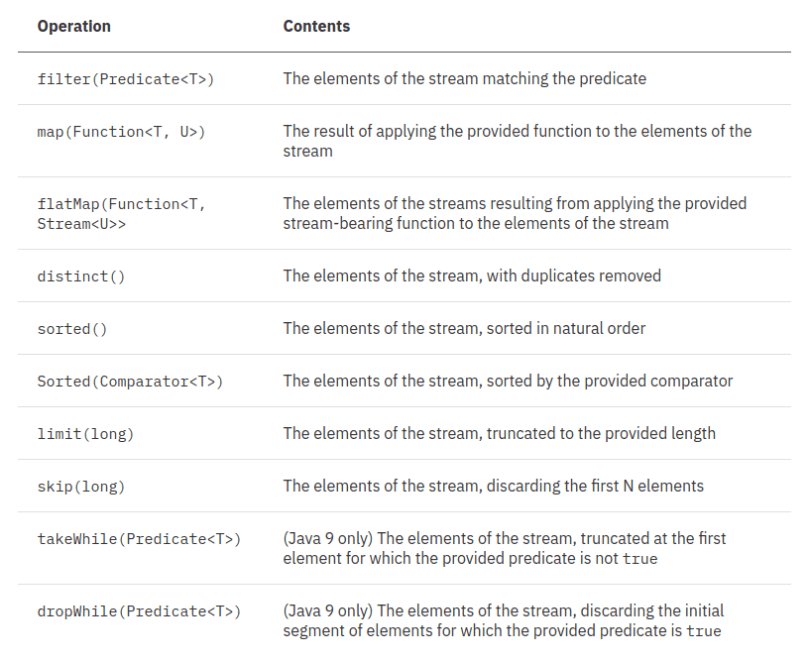 Operation Contents
filter(Predicate<T>) The elements of the stream matching the predicate
map(Function<T, U>) The result of applying the provided function to the elements of the
stream
flatMap(Function<T, The elements of the streams resulting from applying the provided
Stream<U>> stream-bearing function to the elements of the stream
distinct() The elements of the stream, with duplicates removed
sorted() The elements of the stream, sorted in natural order
Sorted(Comparator<T>) The elements of the stream, sorted by the provided comparator
limit(long) The elements of the stream, truncated to the provided length
skip(long) The elements of the stream, discarding the first N elements
takeWhile(Predicate<T>) (Java 9 only) The elements of the stream, truncated at the first
element for which the provided predicate is not true
dropWhile(Predicate<T>) (Java 9 only) The elements of the stream, discarding the initial
segment of elements for which the provided predicate is true